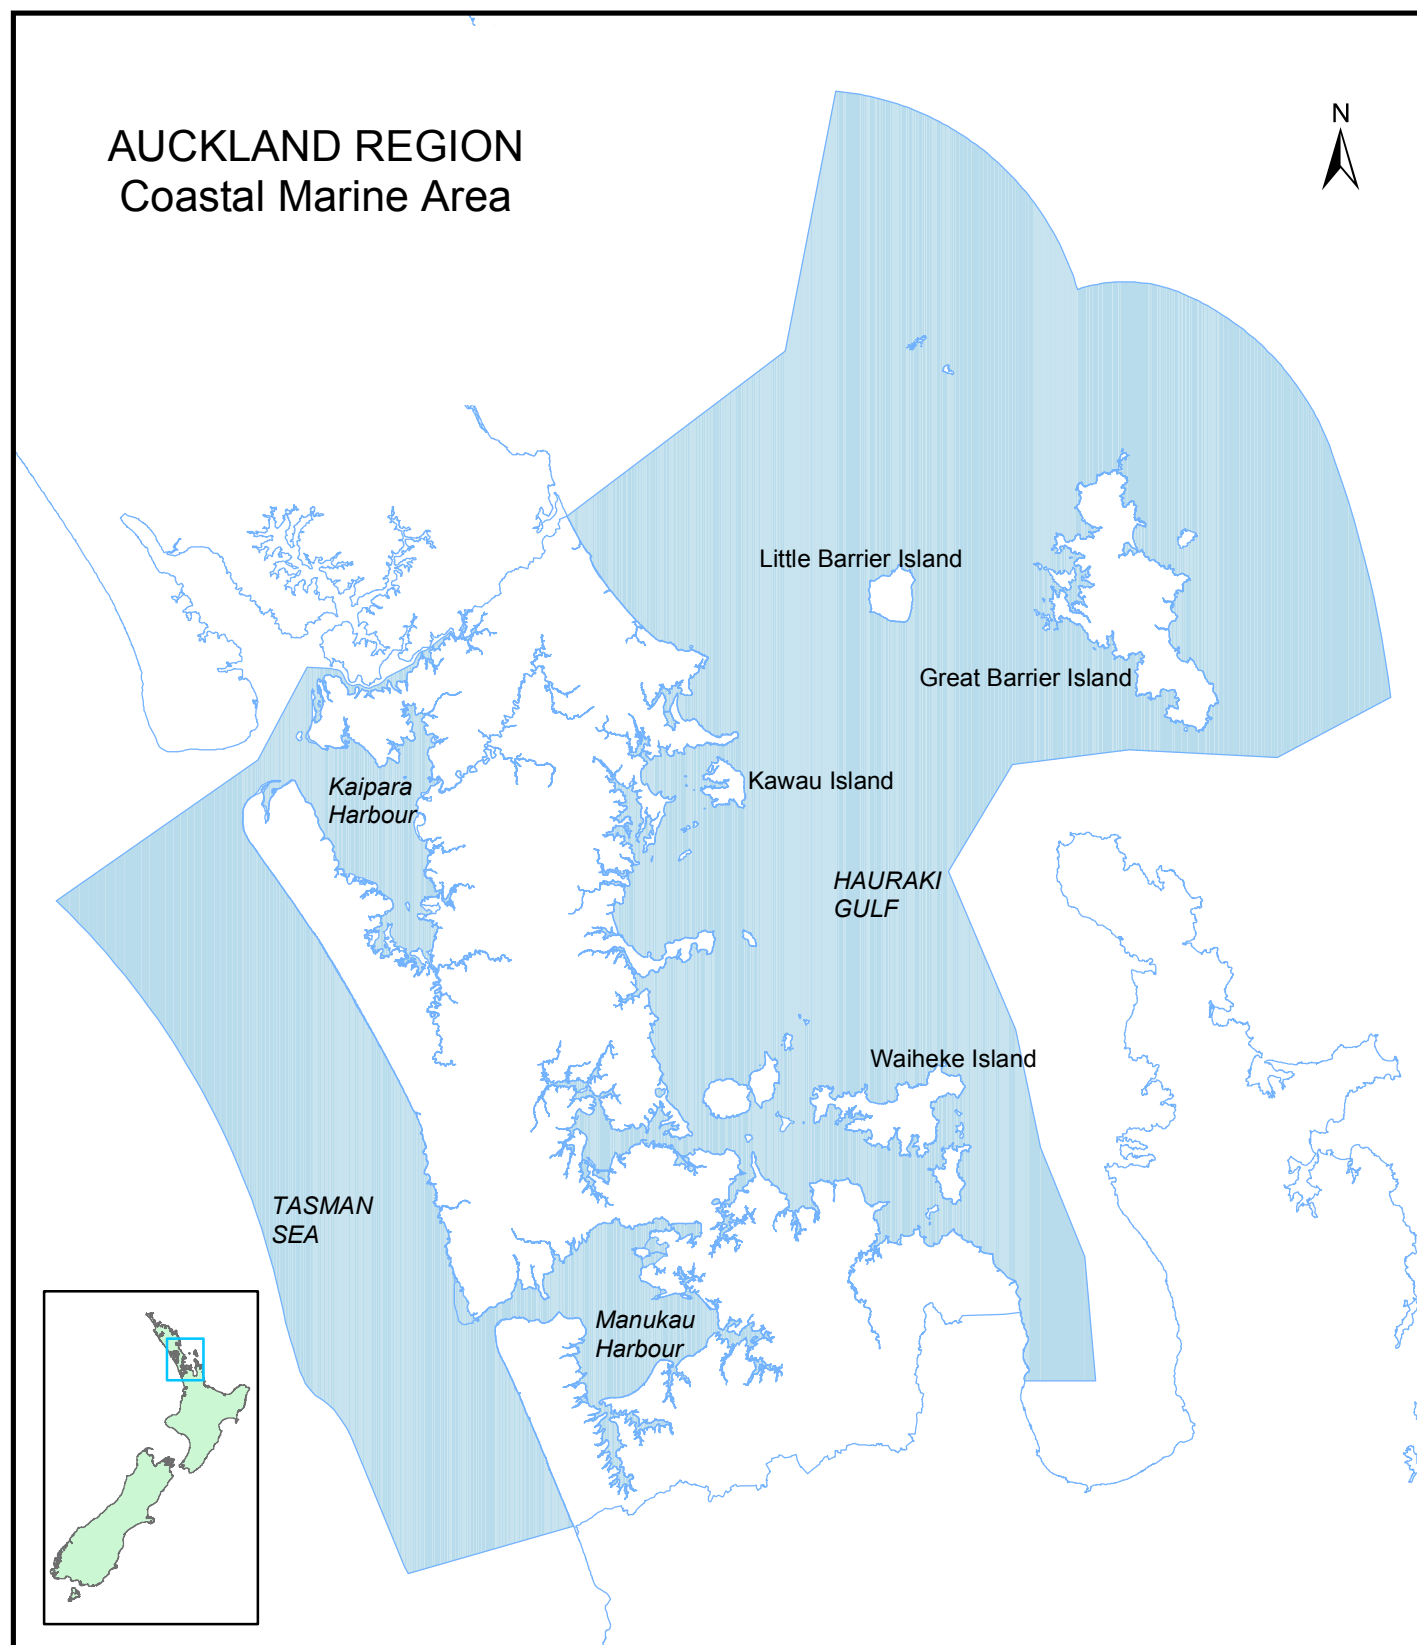 AUCKLAND REGION
Coastal Marine Area
N
Little Barrier Island
Great Barrier Island
Kaipara
Harbour
Kawau Island
HAURAKI
GULF
Waiheke Island
TASMAN
SEA
Manukau
Harbour